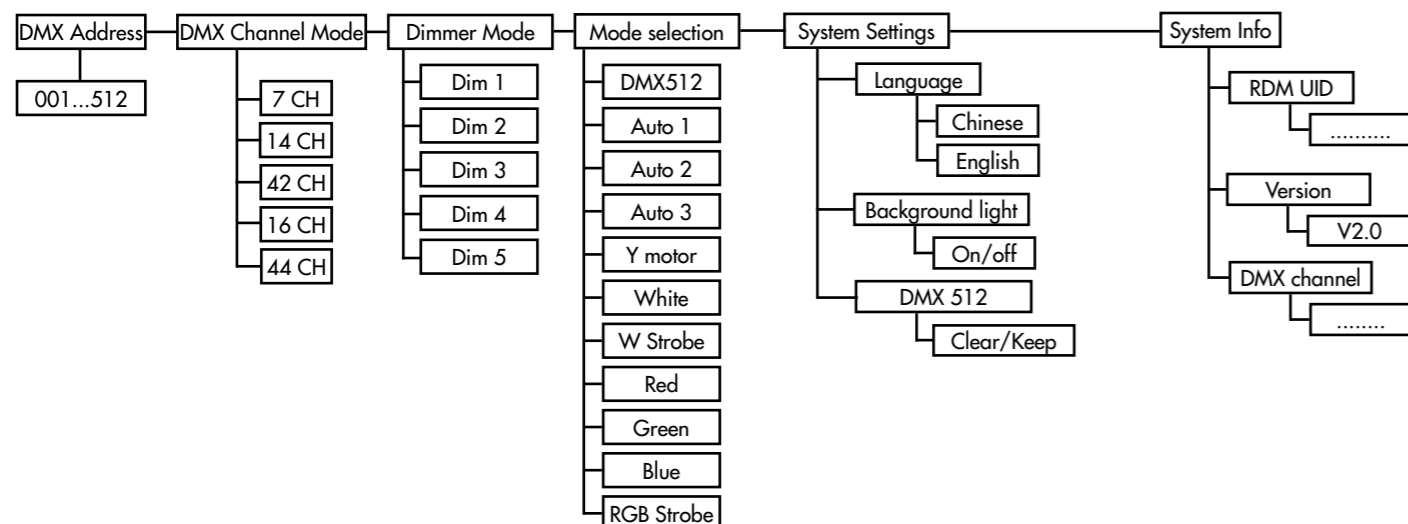 DMX Address
001...512
DMX Channel Mode
7 CH
14 CH
42 CH
16 CH
44 CH
Dimmer Mode
Dim 1
Dim 2
Dim 3
Dim 4
Dim 5
Mode selection
DMX512
Auto 1
Auto 2
Auto 3
Y motor
White
W Strobe
Red
Green
Blue
RGB Strobe
System Settings
Language
Chinese
English
Background light
On/off
DMX 512
Clear/Keep
System Info
RDM UID
..........
Version
V2.0
DMX channel
........